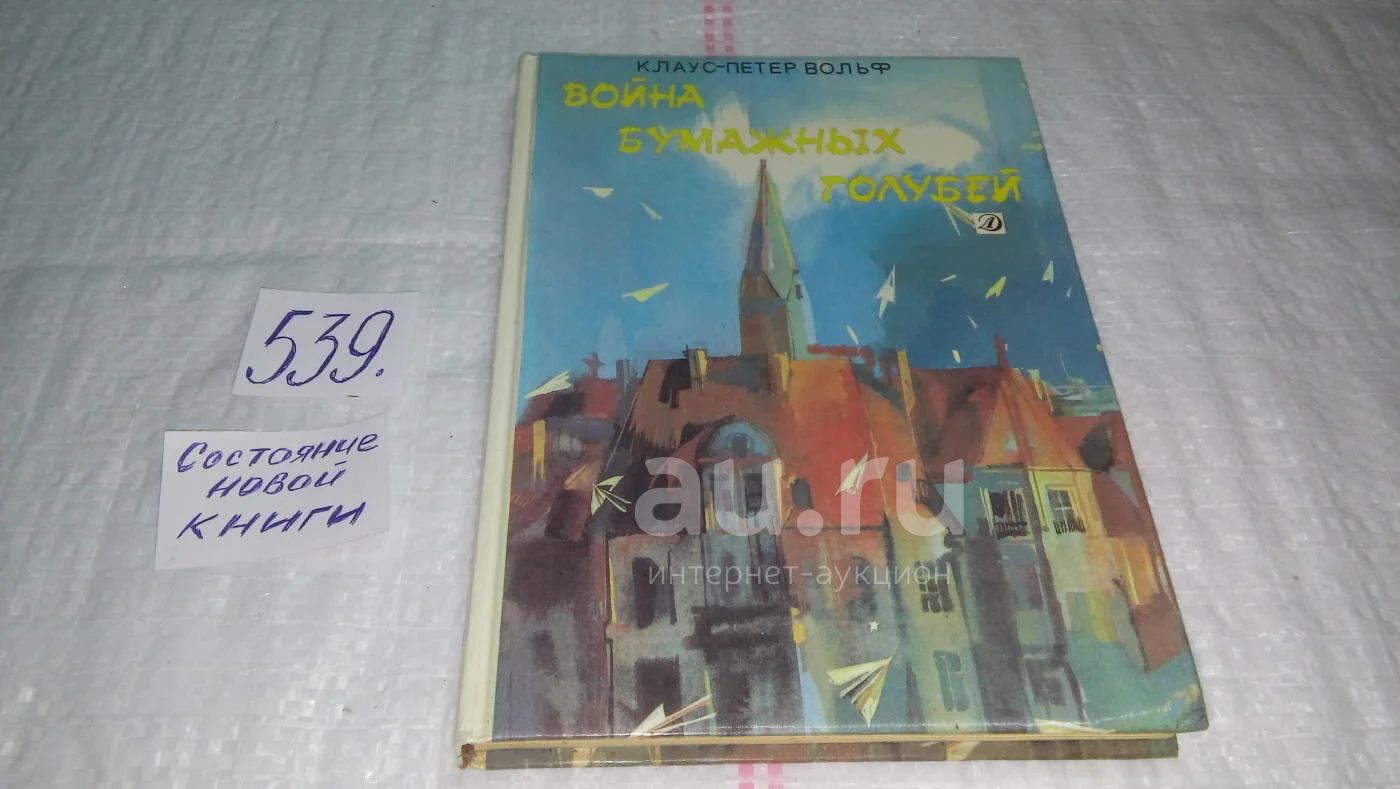 КЛАУС-ПЕТЕР ВОЛЬФ
ВОЙНА
БУМАЖНЫХ
ГОЛУБЕЙ
Д
539.
Состояние
новой
книги
au.ru
интернет-аукцион